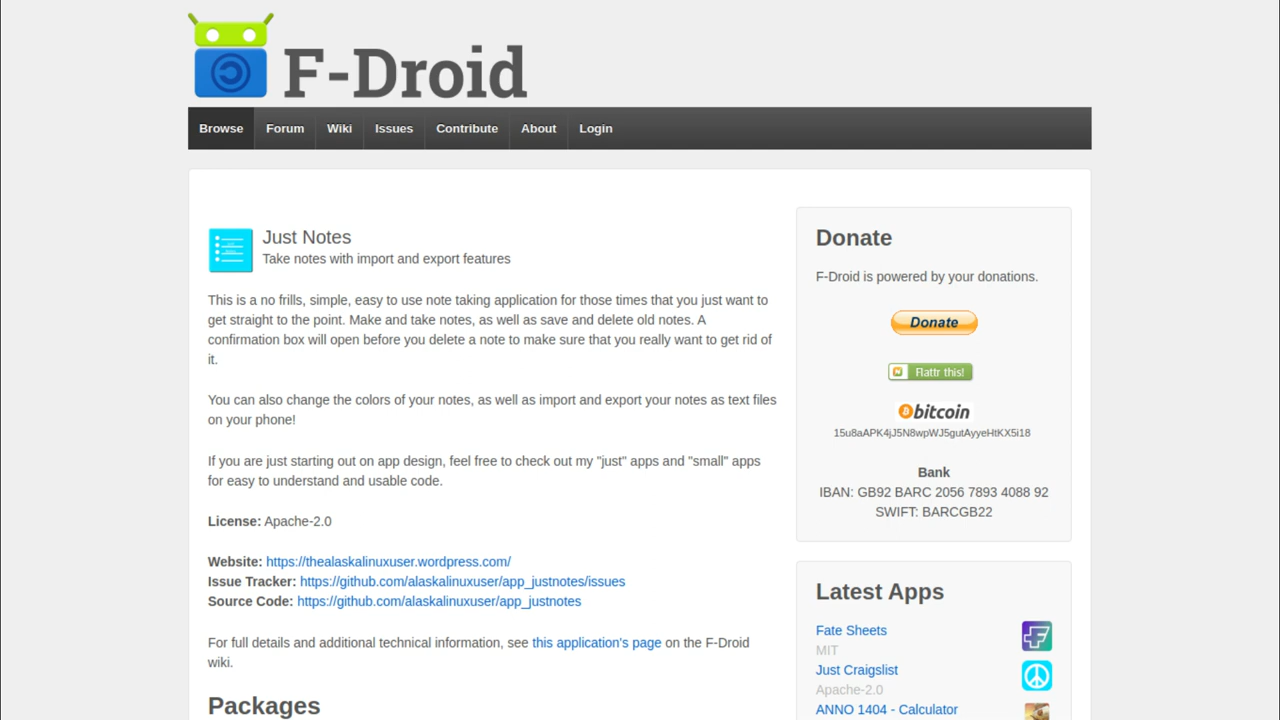 F-Droid
Browse Forum Wiki Issues Contribute About Login
Just Notes
Take notes with import and export features
This is a no frills, simple, easy to use note taking application for those times that you just want to
get straight to the point. Make and take notes, as well as save and delete old notes. A
confirmation box will open before you delete a note to make sure that you really want to get rid of
it.
You can also change the colors of your notes, as well as import and export your notes as text files
on your phone!
If you are just starting out on app design, feel free to check out my "just" apps and "small" apps
for easy to understand and usable code.
License: Apache-2.0
Website: https://thealaskalinuxuser.wordpress.com/
Issue Tracker: https://github.com/alaskalinuxuser/app_justnotes/issues
Source Code: https://github.com/alaskalinuxuser/app_justnotes
For full details and additional technical information, see this application's page on the F-Droid
wiki.
Packages
Donate
F-Droid is powered by your donations.
Donate
Flattr this!
bitcoin
15u8aAPK4jJ5N8wpWJ5gutAyyeHtKX5i18
Bank
IBAN: GB92 BARC 2056 7893 4088 92
SWIFT: BARCGB22
Latest Apps
Fate Sheets
MIT
Just Craigslist
Apache-2.0
ANNO 1404 - Calculator